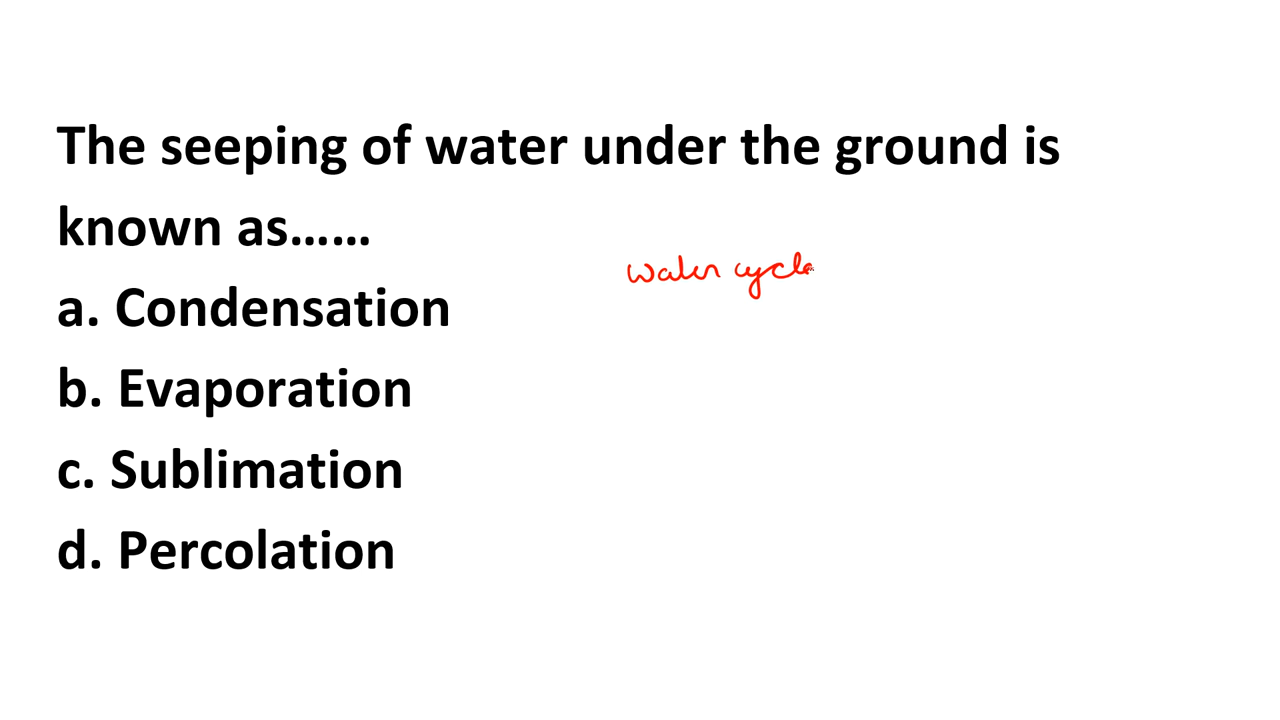 The seeping of water under the ground is
known as......
water cycle
a. Condensation
b. Evaporation
c. Sublimation
d. Percolation